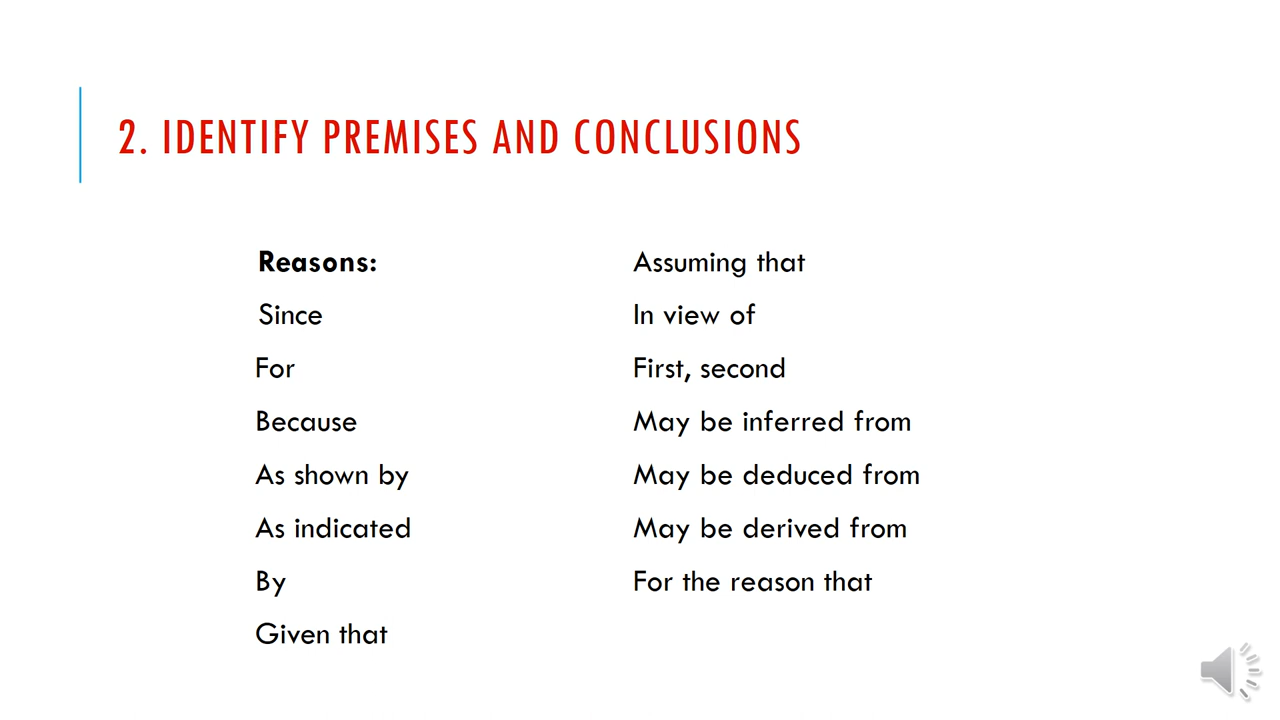 2. IDENTIFY PREMISES AND CONCLUSIONS
Reasons:
Since
For
Because
As shown by
As indicated
By
Given that
Assuming that
In view of
First, second
May be inferred from
May be deduced from
May be derived from
For the reason that